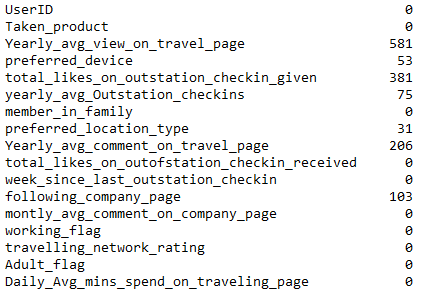 UserID 0
Taken_product 0
Yearly_avg_view_on_travel_page 581
preferred_device 53
total_likes_on_outstation_checkin_given 381
yearly_avg_Outstation_checkins 75
member_in_family 0
preferred_location_type 31
Yearly_avg_comment_on_travel_page 206
total_likes_on_outofstation_checkin_received 0
week_since_last_outstation_checkin 0
following_company_page 103
montly_avg_comment_on_company_page 0
working_flag 0
travelling_network_rating 0
Adult_flag 0
Daily_Avg_mins_spend_on_traveling_page 0